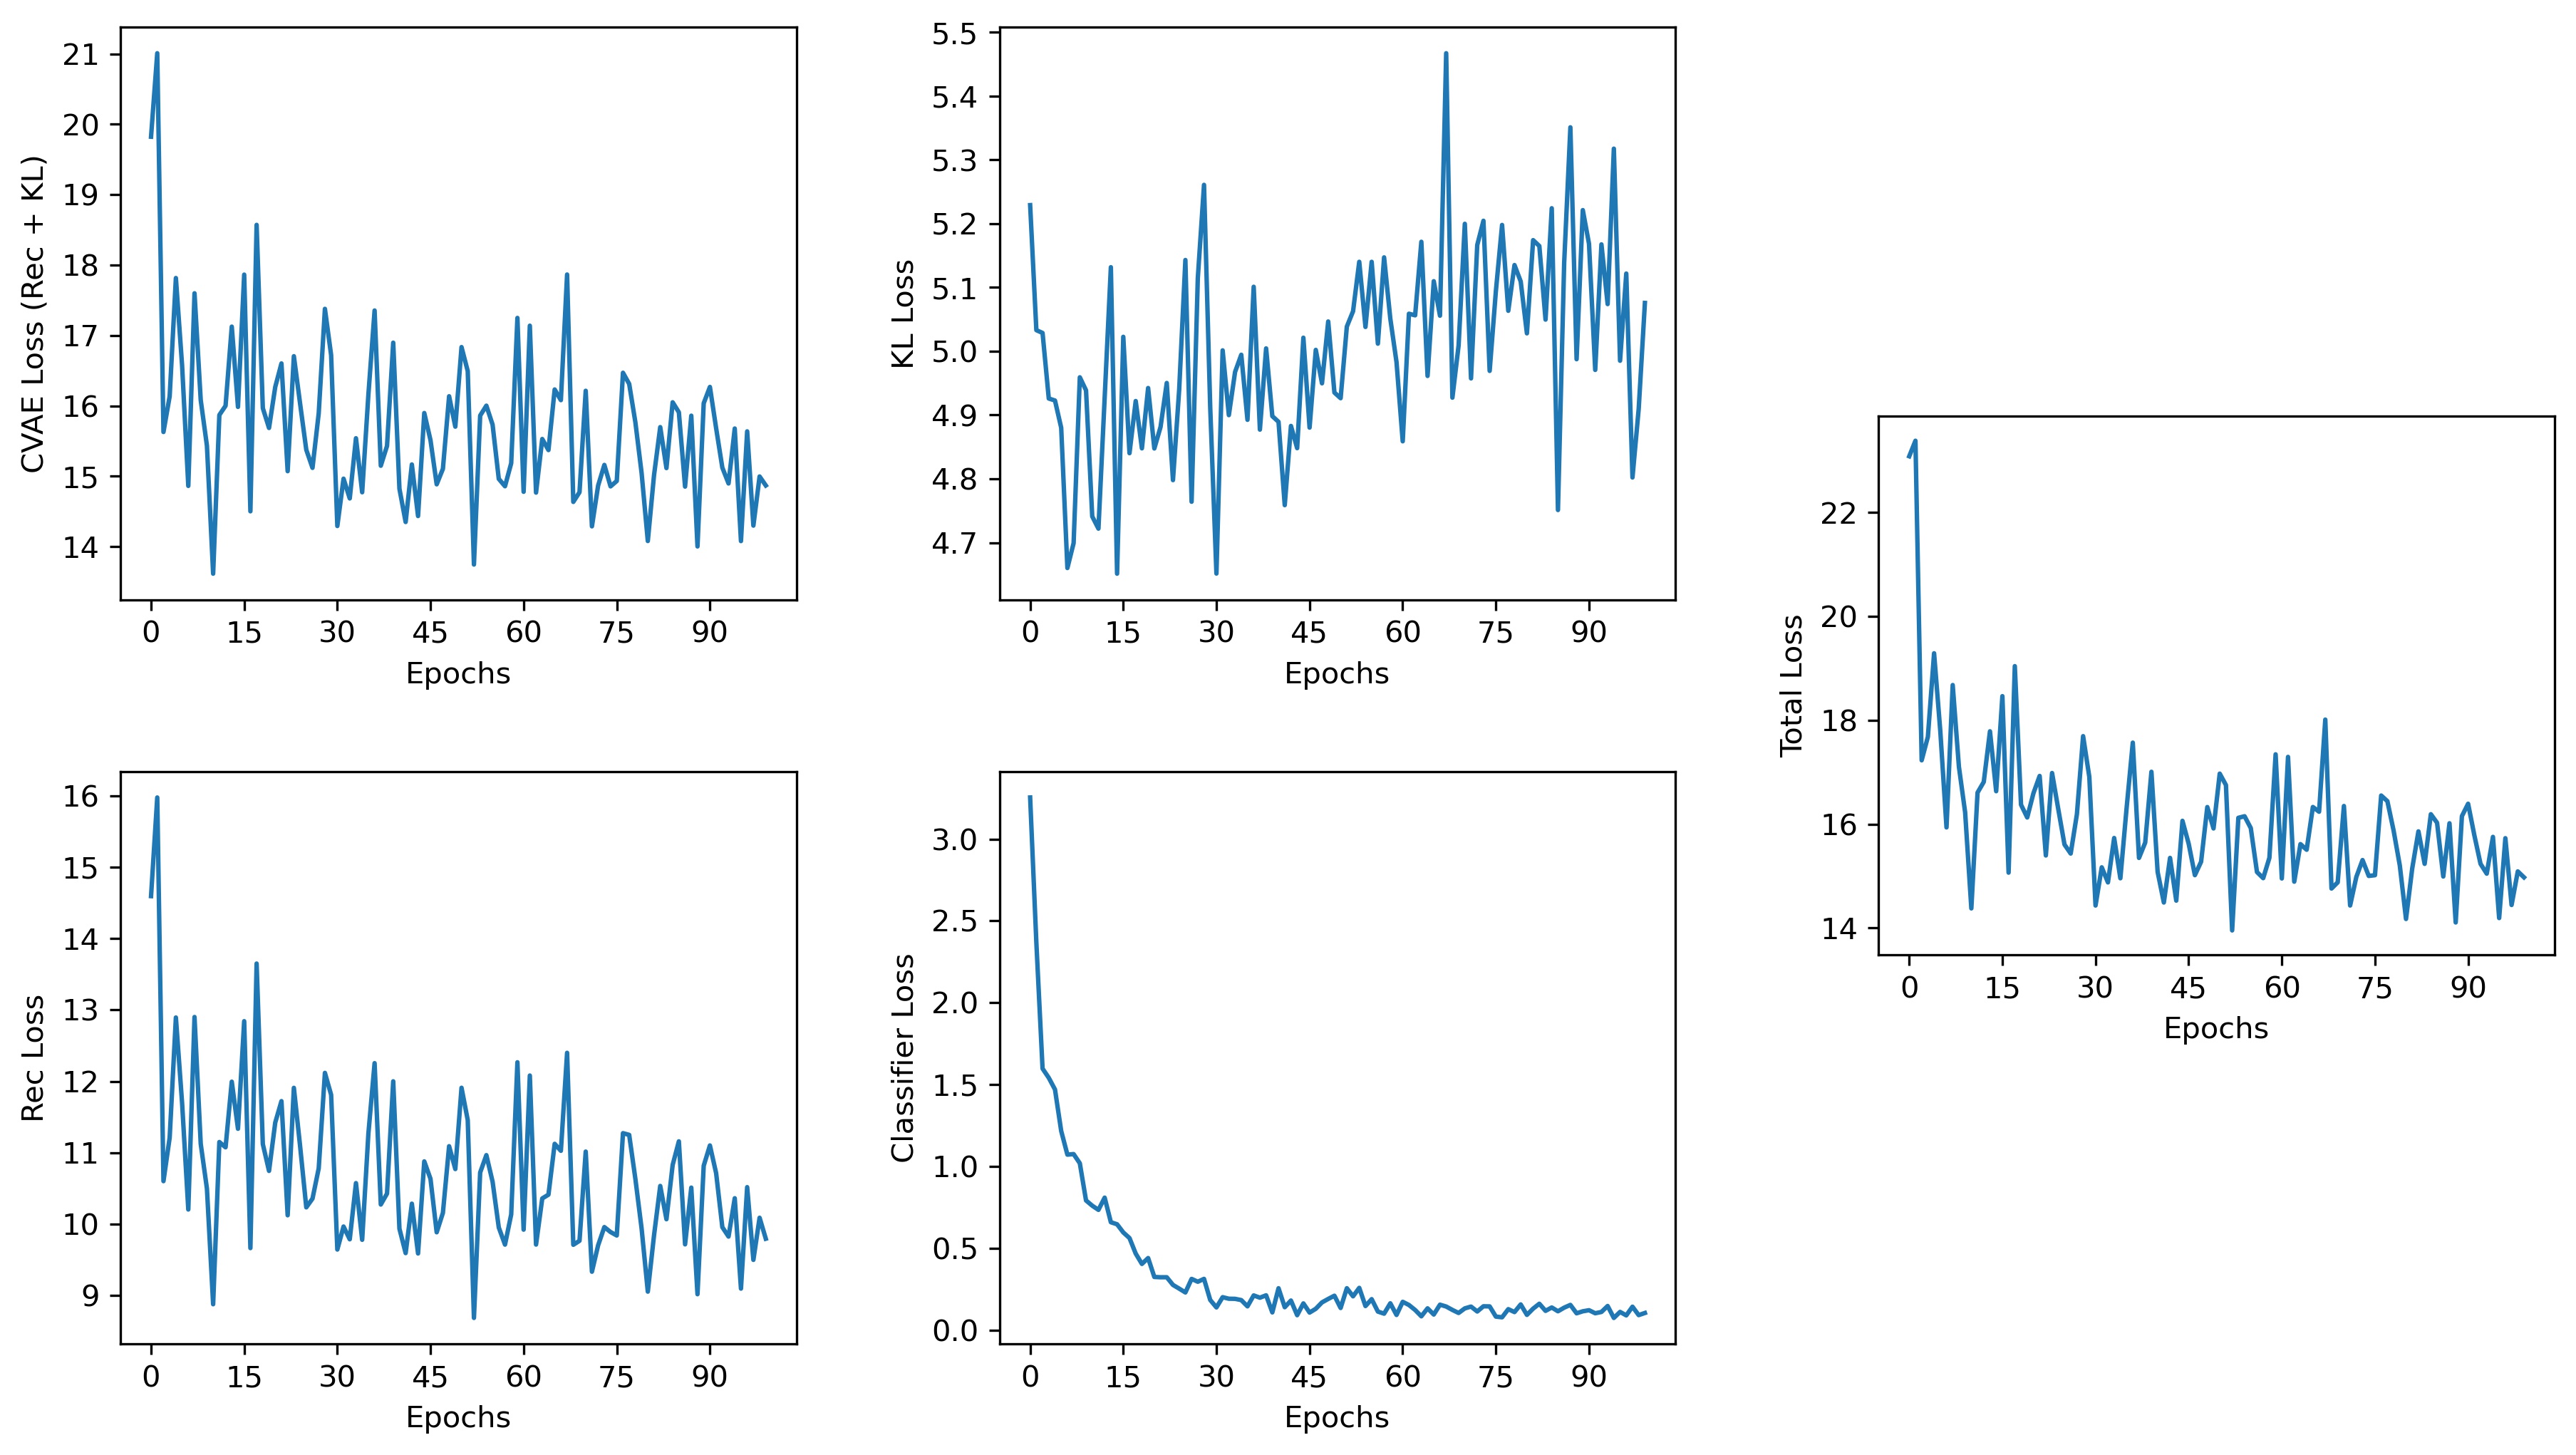 CVAE Loss (Rec + KL)
21
20
19
18
17
16
15
14
0 15 30 45 60 75 90
Epochs
KL Loss
5.5
5.4
5.3
5.2
5.1
5.0
4.9
4.8
4.7
0 15 30 45 60 75 90
Epochs
Rec Loss
16
15
14
13
12
11
10
9
0 15 30 45 60 75 90
Epochs
Classifier Loss
3.0
2.5
2.0
1.5
1.0
0.5
0.0
0 15 30 45 60 75 90
Epochs
Total Loss
22
20
18
16
14
0 15 30 45 60 75 90
Epochs